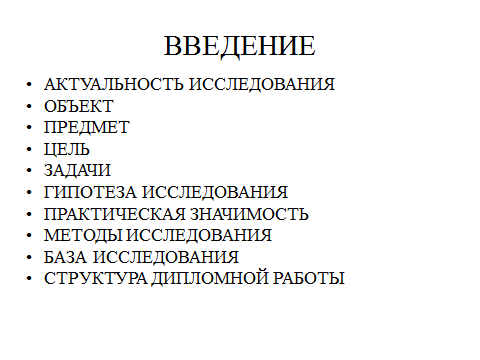 ВВЕДЕНИЕ
• АКТУАЛЬНОСТЬ ИССЛЕДОВАНИЯ
• ОБЪЕКТ
• ПРЕДМЕТ
• ЦЕЛЬ
• ЗАДАЧИ
• ГИПОТЕЗА ИССЛЕДОВАНИЯ
• ПРАКТИЧЕСКАЯ ЗНАЧИМОСТЬ
• МЕТОДЫ ИССЛЕДОВАНИЯ
• БАЗА ИССЛЕДОВАНИЯ
• СТРУКТУРА ДИПЛОМНОЙ РАБОТЫ